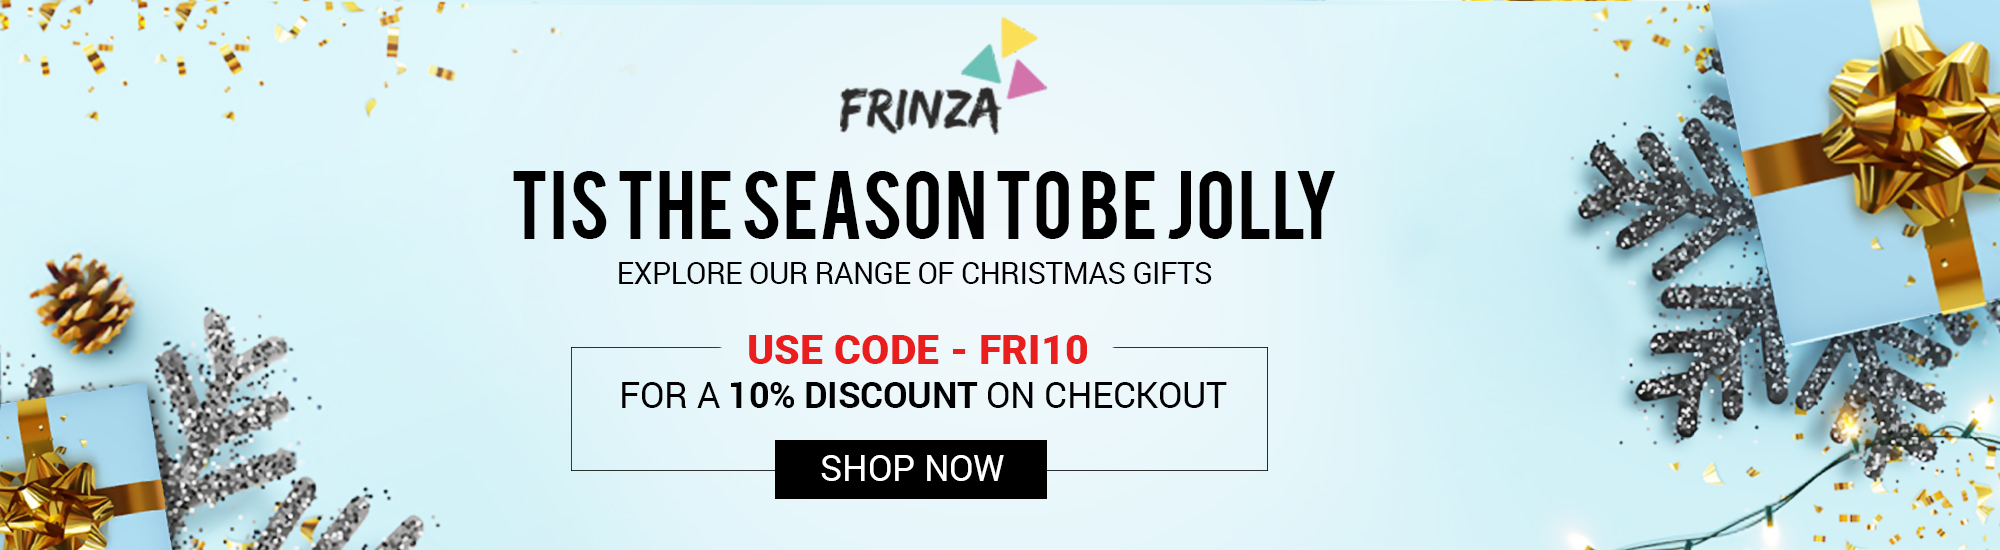 FRINZA
TIS THE SEASON TO BE JOLLY
EXPLORE OUR RANGE OF CHRISTMAS GIFTS
USE CODE - FRI10
FOR A 10% DISCOUNT ON CHECKOUT
SHOP NOW